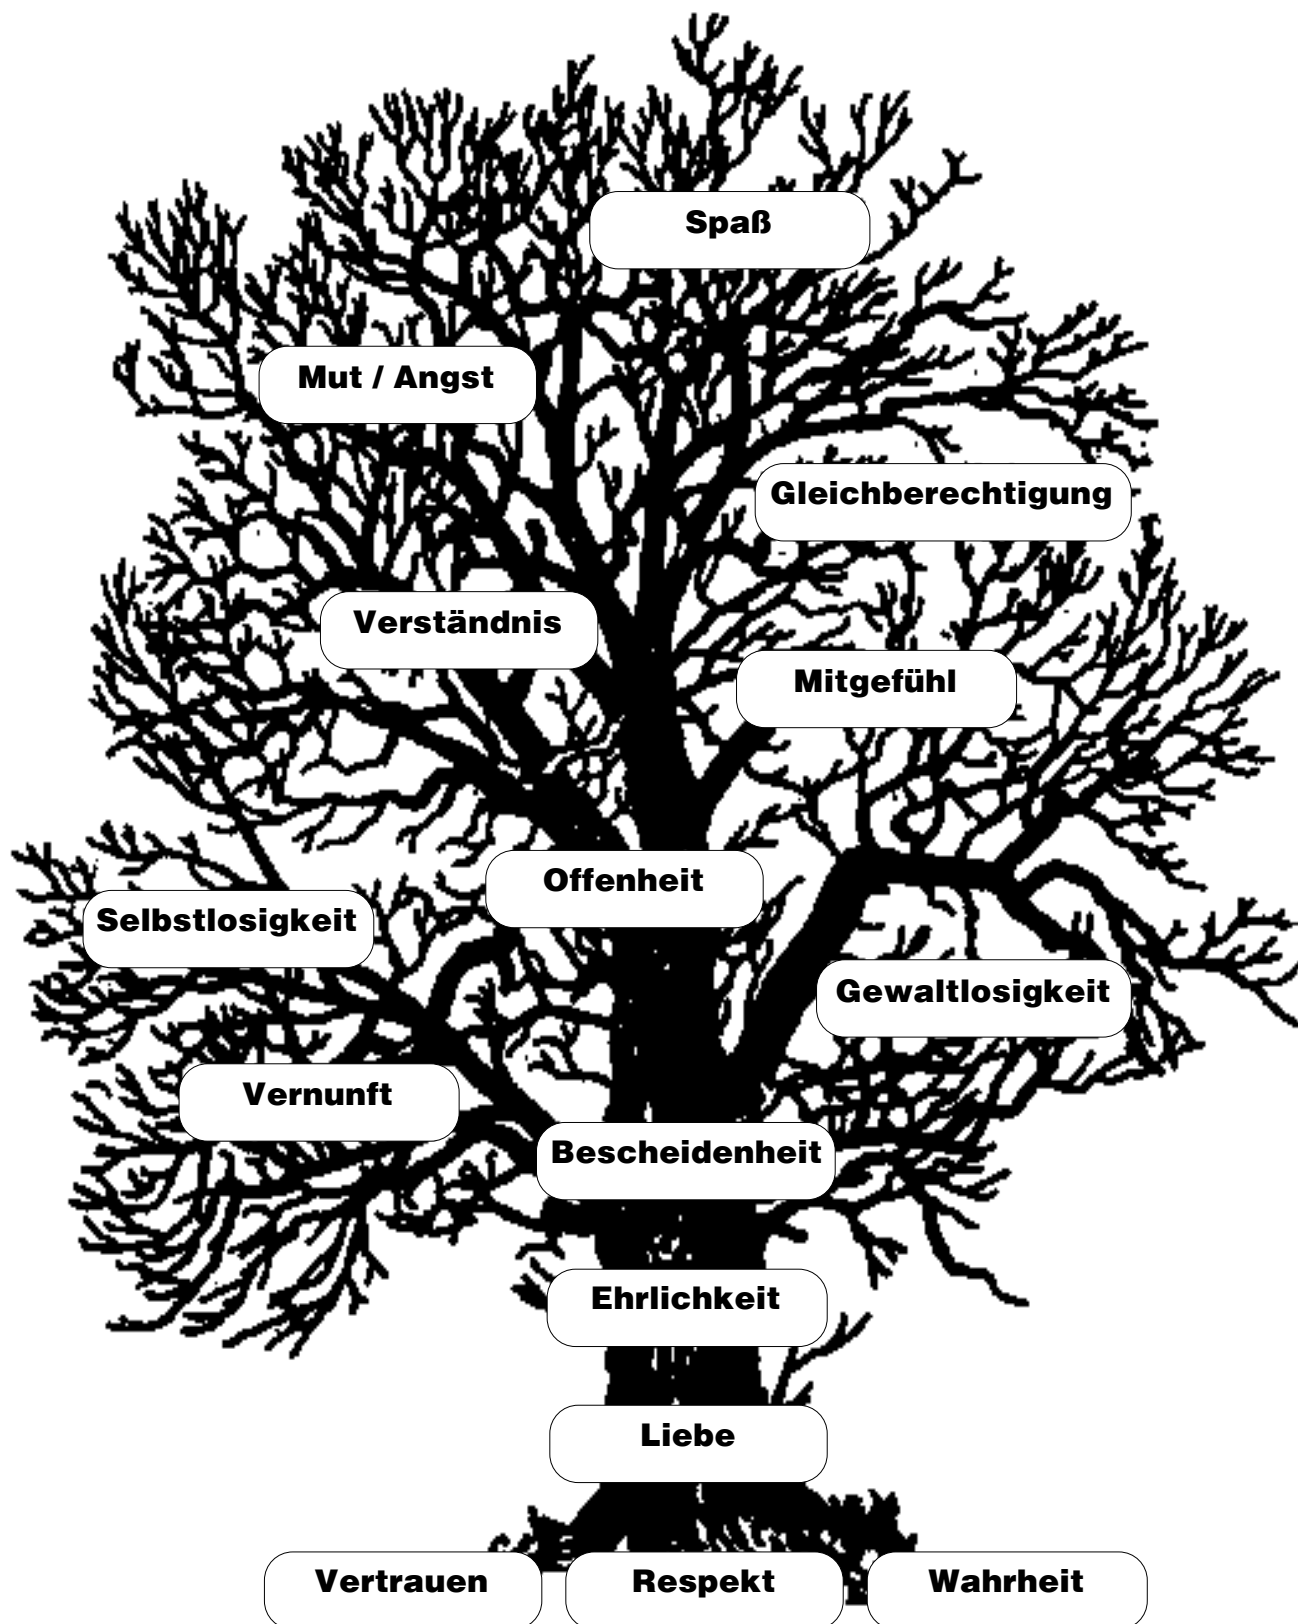 Spaß
Mut / Angst
Gleichberechtigung
Verständnis
Mitgefühl
Offenheit
Selbstlosigkeit
Gewaltlosigkeit
Vernunft
Bescheidenheit
Ehrlichkeit
Liebe
Vertrauen
Respekt
Wahrheit